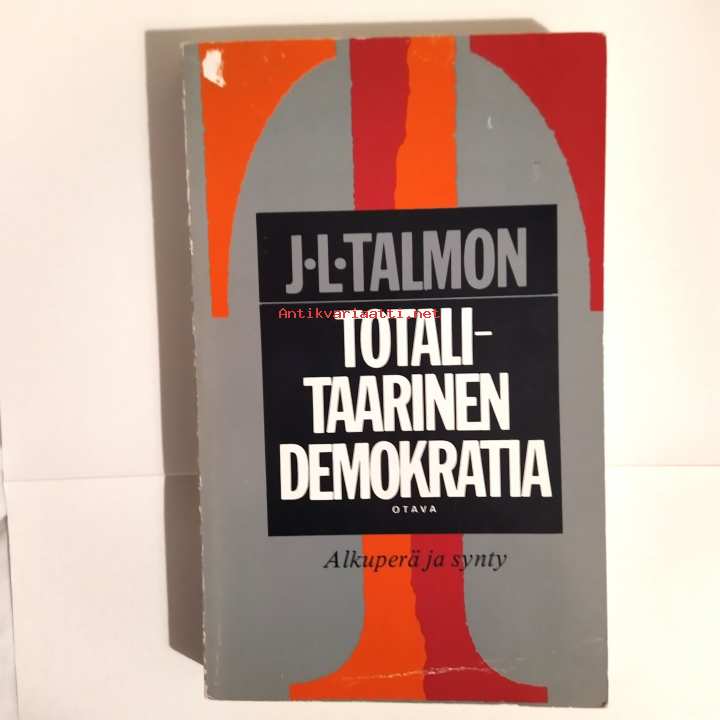 J·L·TALMON
Antikvariaatti.net
TOTALI-
TAARINEN
DEMOKRATIA
OTAVA
Alkuperä ja synty